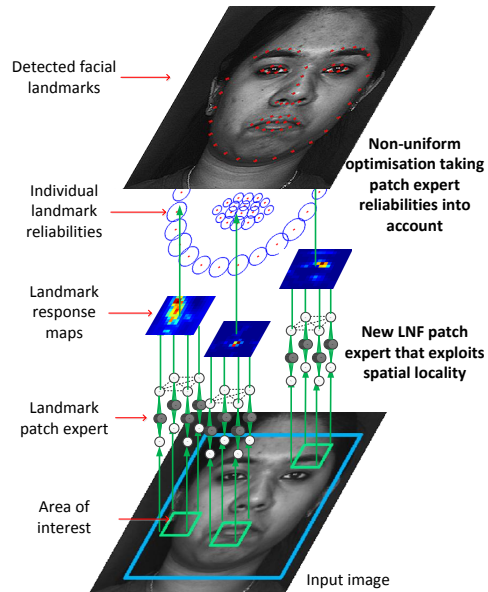 Detected facial
landmarks
Non-uniform
optimisation taking
patch expert
reliabilities into
account
Individual
landmark
reliabilities
Landmark
response
maps
New LNF patch
expert that exploits
spatial locality
Landmark
patch expert
Area of
interest
Input image